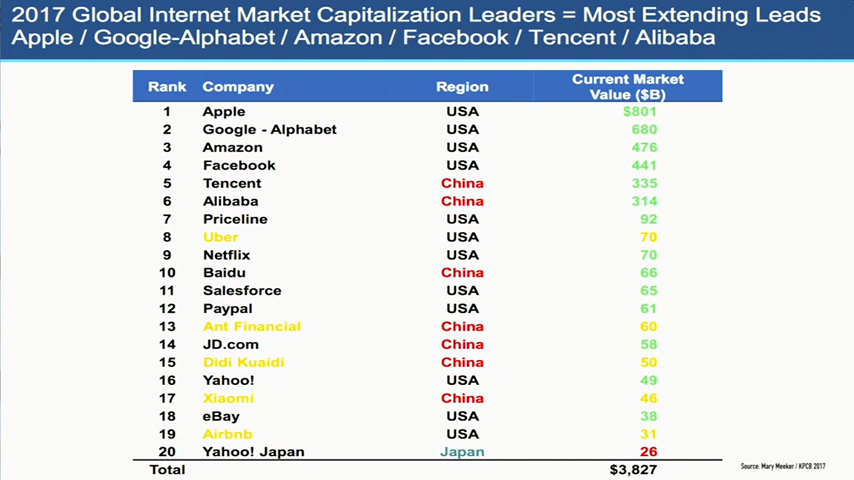 2017 Global Internet Market Capitalization Leaders = Most Extending Leads
Apple / Google-Alphabet / Amazon / Facebook / Tencent / Alibaba
Rank Company Region Current Market Value ($B)
1 Apple USA $801
2 Google - Alphabet USA 680
3 Amazon USA 476
4 Facebook USA 441
5 Tencent China 335
6 Alibaba China 314
7 Priceline USA 92
8 Uber USA 70
9 Netflix USA 70
10 Baidu China 66
11 Salesforce USA 65
12 Paypal USA 61
13 Ant Financial China 60
14 JD.com China 58
15 Didi Kuaidi China 50
16 Yahoo! USA 49
17 Xiaomi China 46
18 eBay USA 38
19 Airbnb USA 31
20 Yahoo! Japan Japan 26
Total $3,827
Source: Mary Meeker / KPCB 2017